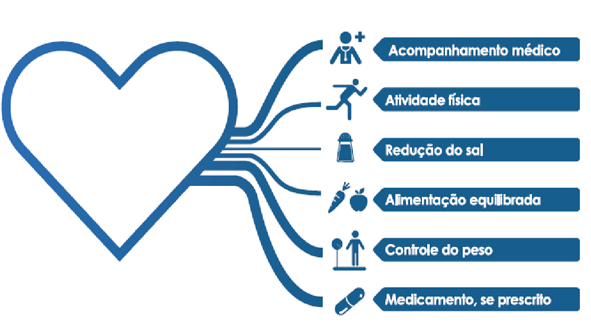 Acompanhamento médico
Atividade física
Redução do sal
Alimentação equilibrada
Controle do peso
Medicamento, se prescrito